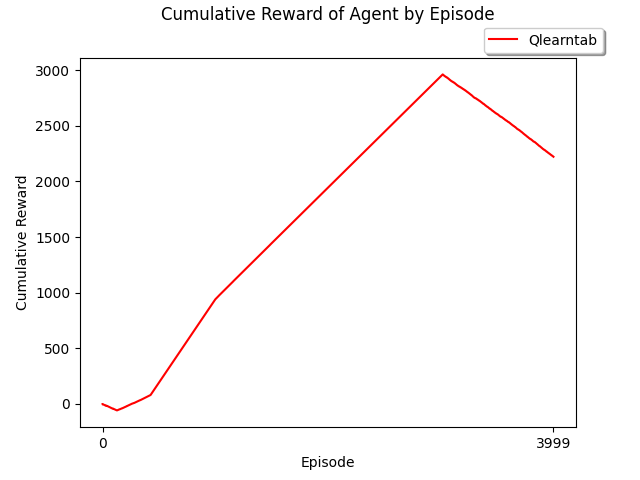 Cumulative Reward of Agent by Episode
Qlearntab
3000
2500
2000
1500
1000
500
0
Cumulative Reward
0
3999
Episode